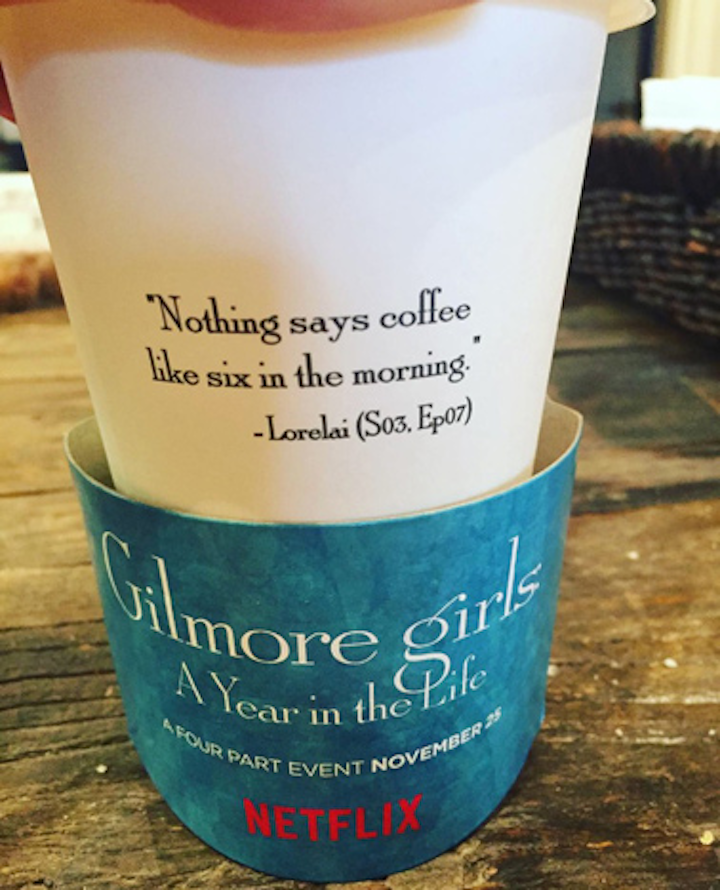 "Nothing says coffee
like six in the morning."
-Lorelai (S03, Ep07)
Gilmore girls
A Year in the Life
A FOUR PART EVENT NOVEMBER 25
NETFLIX